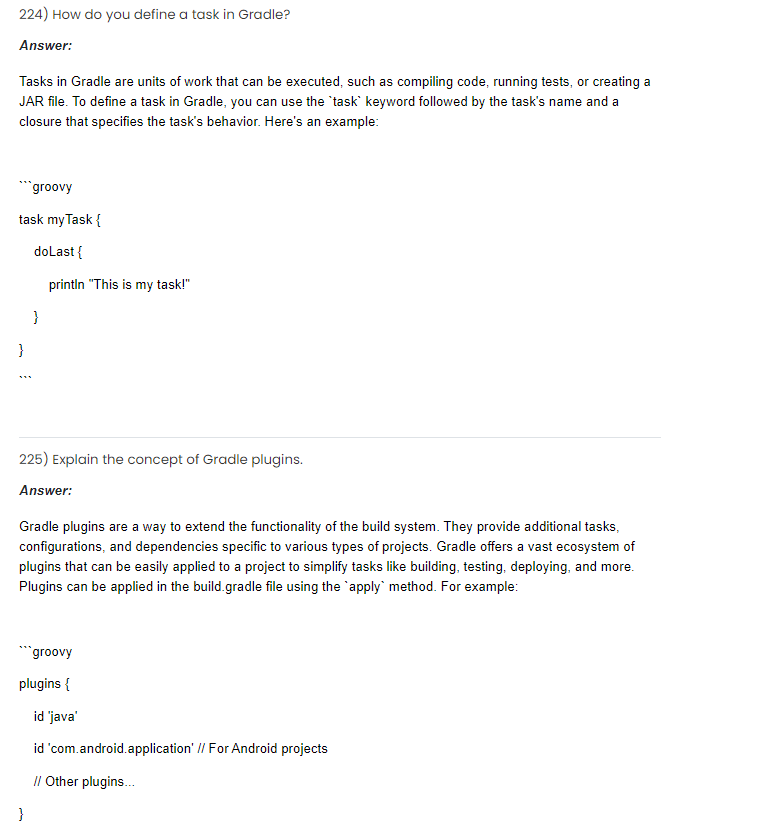 224) How do you define a task in Gradle?
Answer:
Tasks in Gradle are units of work that can be executed, such as compiling code, running tests, or creating a
JAR file. To define a task in Gradle, you can use the `task` keyword followed by the task's name and a
closure that specifies the task's behavior. Here's an example:
```groovy
task myTask {
doLast {
println "This is my task!"
}
}
```
225) Explain the concept of Gradle plugins.
Answer:
Gradle plugins are a way to extend the functionality of the build system. They provide additional tasks,
configurations, and dependencies specific to various types of projects. Gradle offers a vast ecosystem of
plugins that can be easily applied to a project to simplify tasks like building, testing, deploying, and more.
Plugins can be applied in the build.gradle file using the `apply` method. For example:
```groovy
plugins {
id 'java'
id 'com.android.application' // For Android projects
// Other plugins...
}